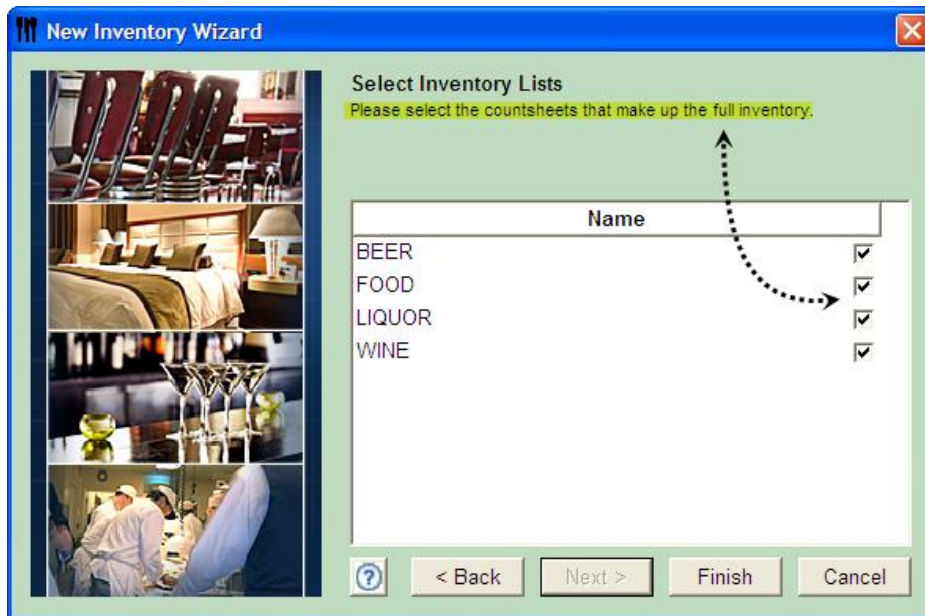 New Inventory Wizard
Select Inventory Lists
Please select the countsheets that make up the full inventory.
Name
BEER
FOOD
LIQUOR
WINE
?
< Back
Next >
Finish
Cancel